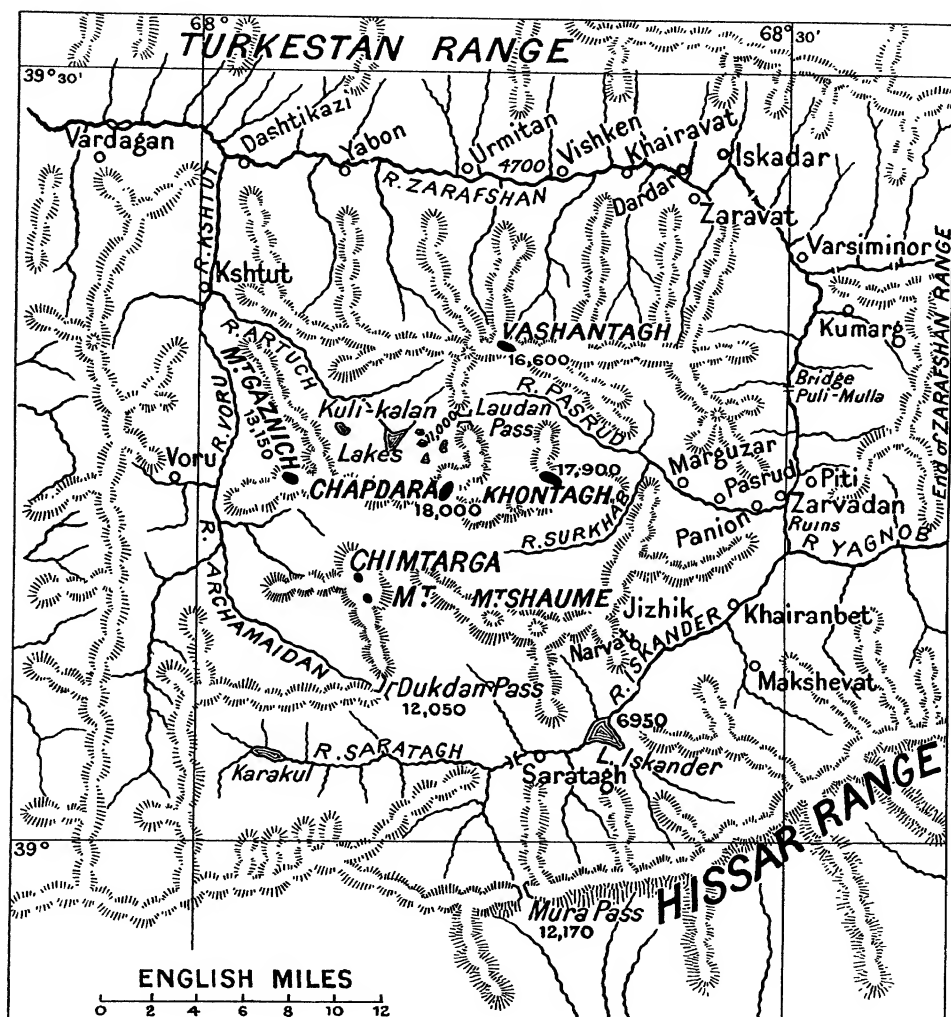 68°
68°30'
TURKESTAN RANGE
39°30'
Vardagan
Dashtikazi
Yabon
Urmitan
4700
Vishken
Khairavat
Iskadar
R. ZARAFSHAN
Dardar
Zaravat
R. KSHTUT
Varsiminor
Kshtut
END OF ZARAFSHAN RANGE
VASHANTAGH
16,600
Kumarg
R. ARTUCH
Bridge
Puli-Mulla
R. PASRUD
Mt GAZNICH
13,150
Kuli-kalan
Lakes
Laudan
Pass
R. VORU
Voru
17,900
Marguzar
Pasrud
Piti
CHAPDARA
18,000
KHONTAGH
Zarvadan
Ruins
Panion
R. SURKHAB
R YAGNOB
CHIMTARGA
MT.
MT. SHAUME
Jizhik
Khairanbet
R. ARCHAMAIDAN
Narvat
R. ISKANDER
Makshevat
Dukdan Pass
12,050
6950
R. SARATAGH
L. Iskander
Karakul
Saratagh
39°
HISSAR RANGE
Mura Pass
12,170
ENGLISH MILES
0 2 4 6 8 10 12